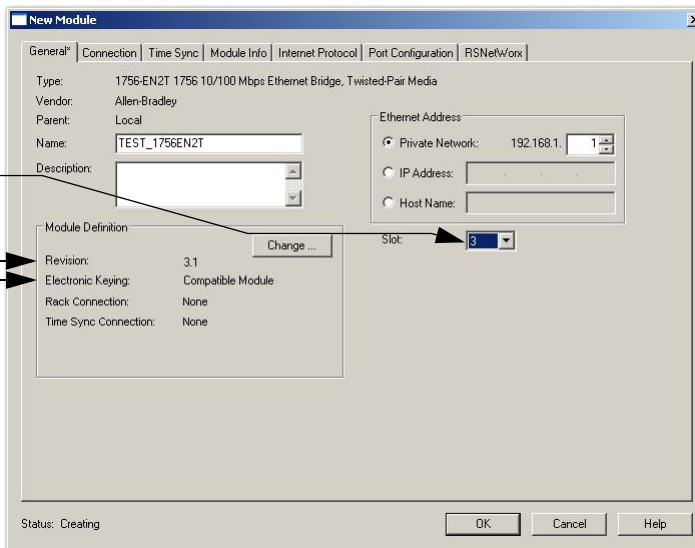 New Module
General* Connection Time Sync Module Info Internet Protocol Port Configuration RSNetWorx
Type: 1756-EN2T 1756 10/100 Mbps Ethernet Bridge, Twisted-Pair Media
Vendor: Allen-Bradley
Parent: Local
Name: TEST_1756EN2T
Description:
Ethernet Address
Private Network: 192.168.1. 1
IP Address:
Host Name:
Slot: 3
Module Definition
Change ...
Revision: 3.1
Electronic Keying: Compatible Module
Rack Connection: None
Time Sync Connection: None
Status: Creating
OK Cancel Help